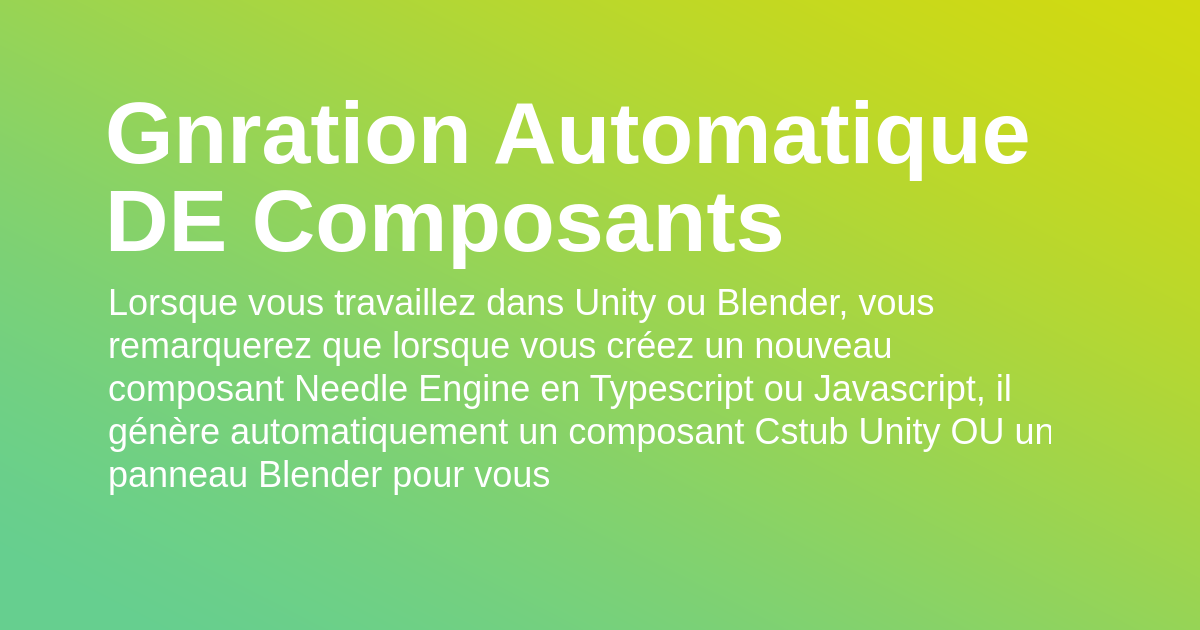 Gnration Automatique
DE Composants
Lorsque vous travaillez dans Unity ou Blender, vous
remarquerez que lorsque vous créez un nouveau
composant Needle Engine en Typescript ou Javascript, il
génère automatiquement un composant Cstub Unity OU un
panneau Blender pour vous